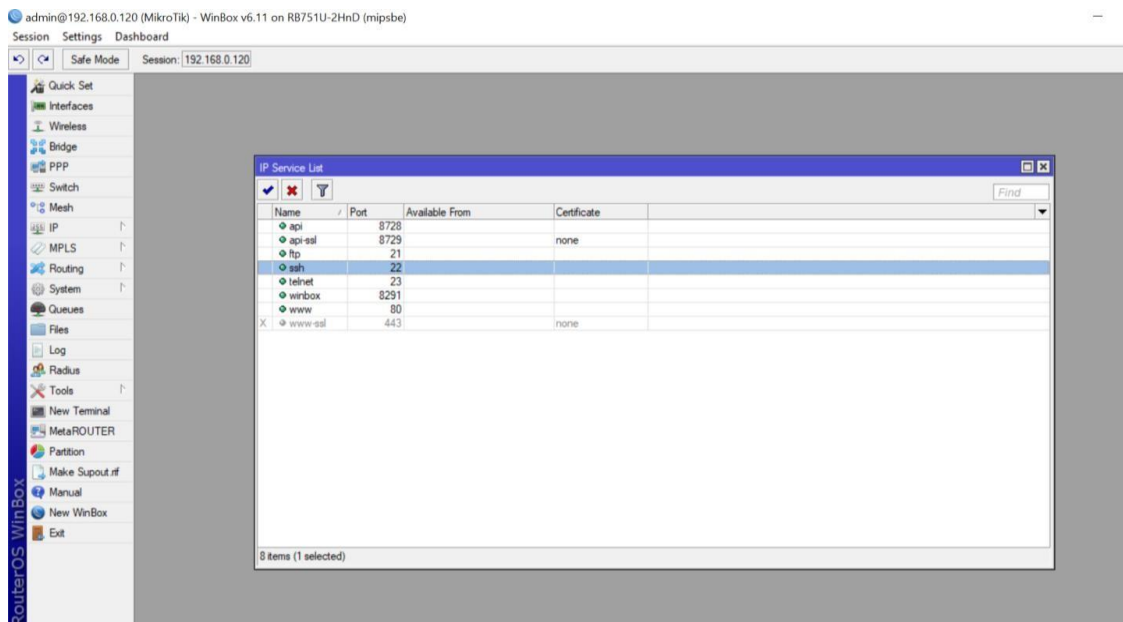 admin@192.168.0.120 (MikroTik) - WinBox v6.11 on RB751U-2HnD (mipsbe)
Session Settings Dashboard
Safe Mode Session: 192.168.0.120
Quick Set
Interfaces
Wireless
Bridge
PPP
Switch
Mesh
IP
MPLS
Routing
System
Queues
Files
Log
Radius
Tools
New Terminal
MetaROUTER
Partition
Make Supout.rif
Manual
New WinBox
Exit
RouterOS WinBox
IP Service List
Find
Name / Port Available From Certificate
api 8728
api-ssl 8729 none
ftp 21
ssh 22
telnet 23
winbox 8291
www 80
X www-ssl 443 none
8 items (1 selected)